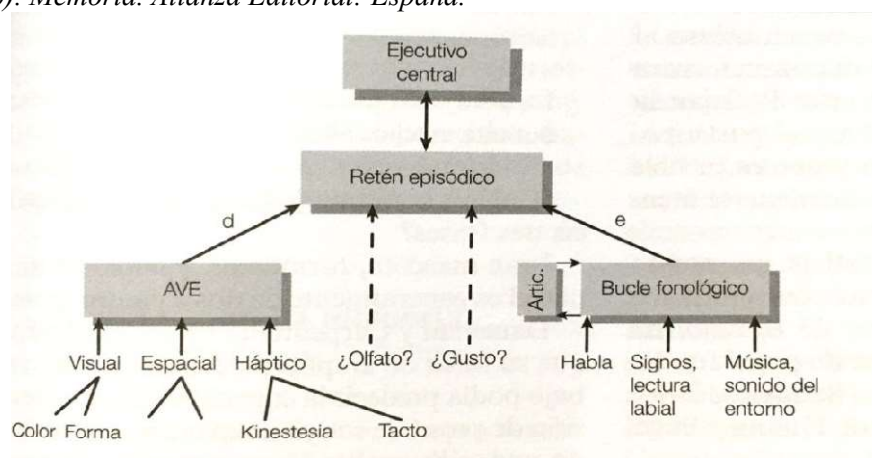 ). Memoria. Alianza Editorial: España.
Ejecutivo
central
Retén episódico
d
e
AVE
Artic.
Bucle fonológico
Visual Espacial Háptico ¿Olfato? ¿Gusto? Habla Signos,
lectura
labial
Música,
sonido del
entorno
Color Forma Kinestesia Tacto